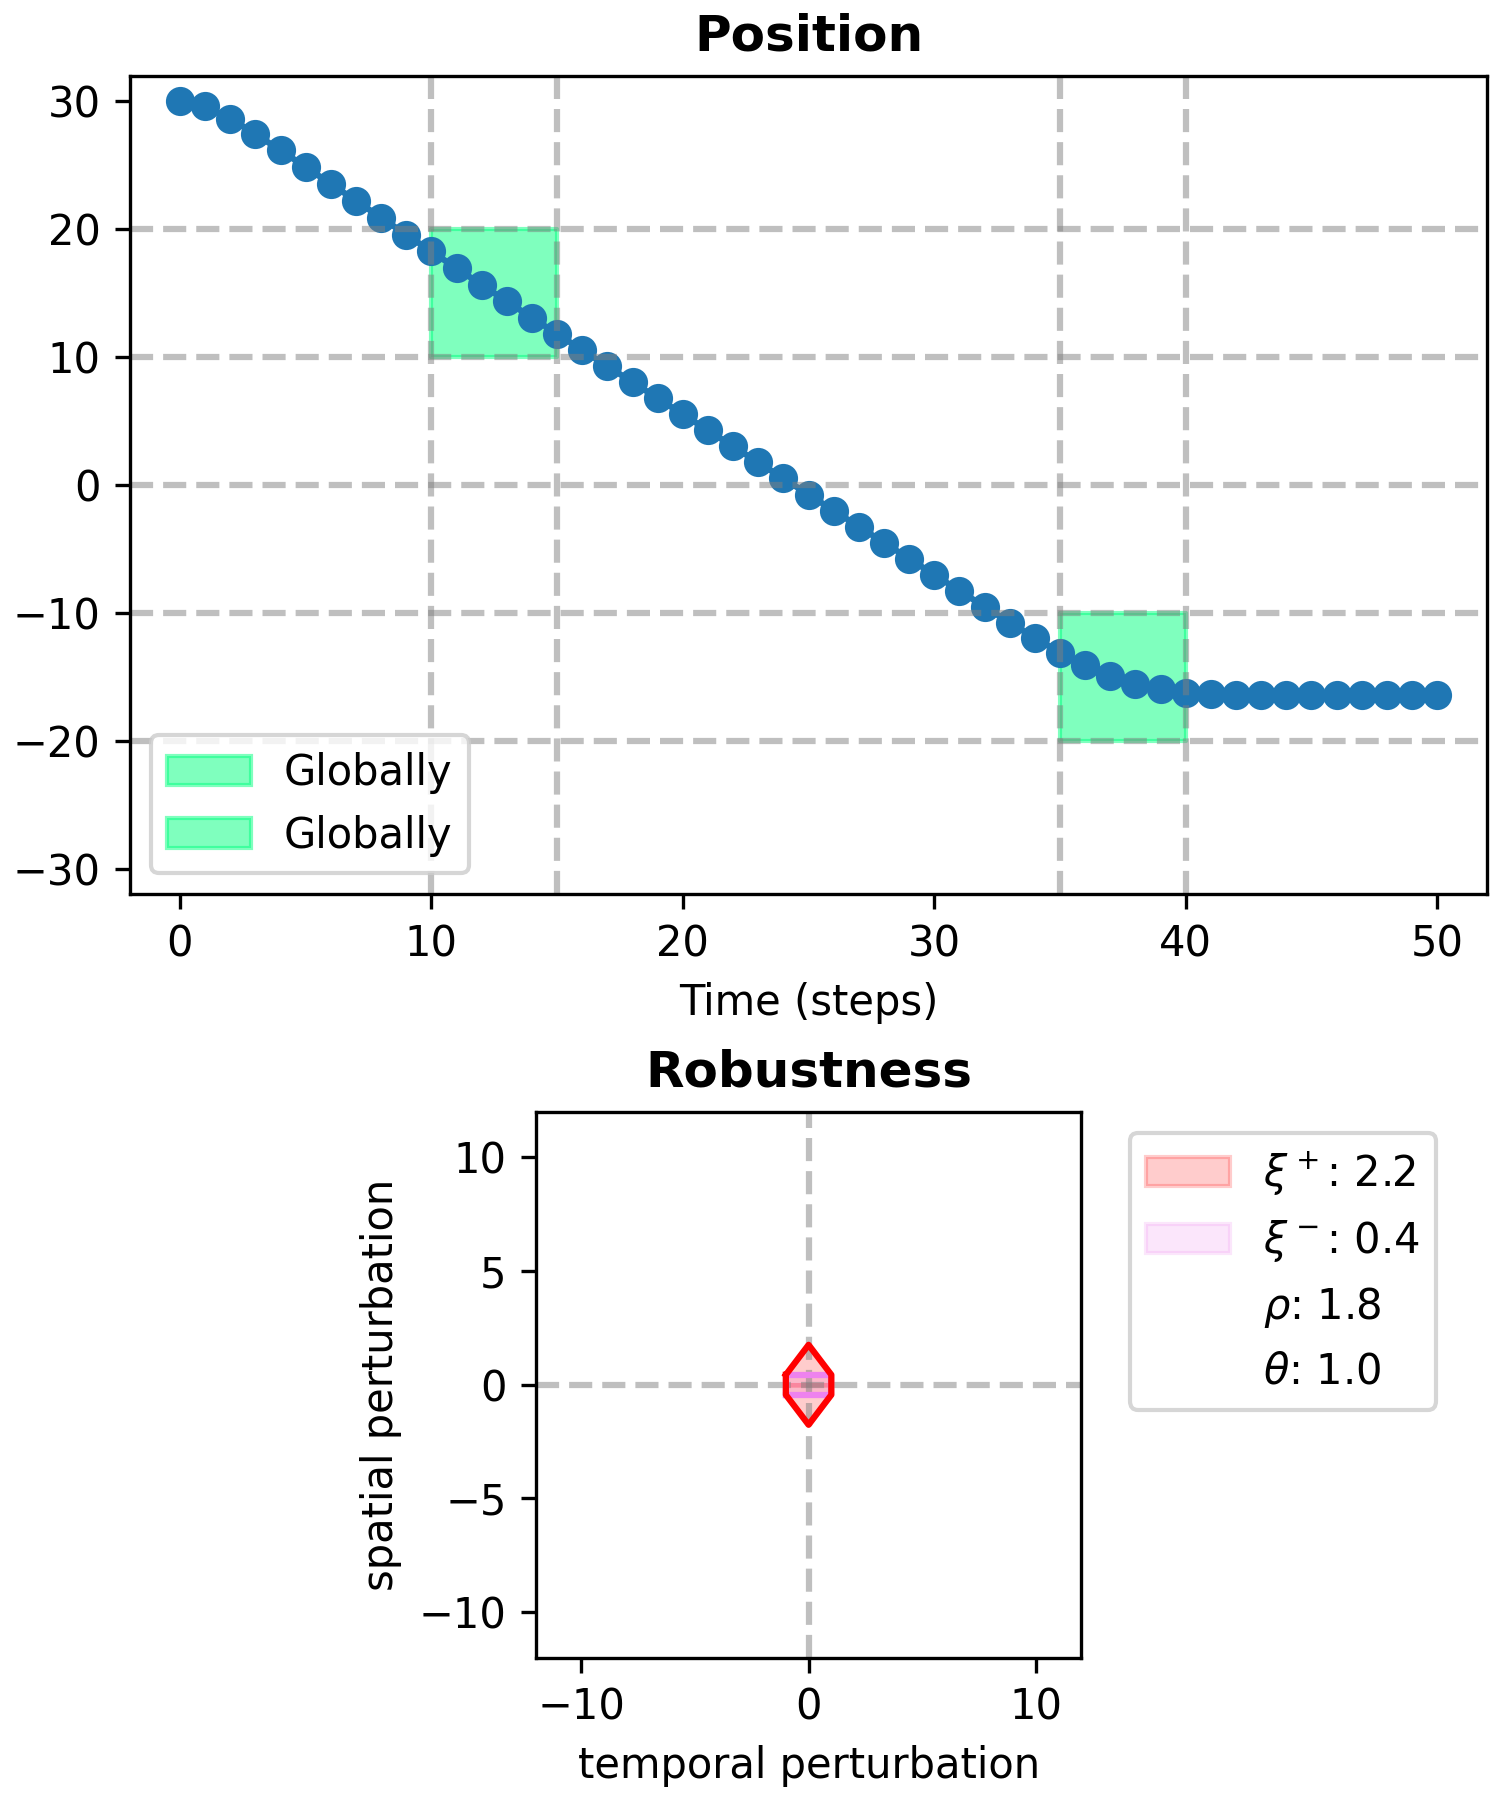 Position
30
20
10
0
−10
−20
−30
Globally
Globally
0 10 20 30 40 50
Time (steps)
Robustness
10
5
0
−5
−10
spatial perturbation
−10 0 10
temporal perturbation
ξ⁺: 2.2
ξ⁻: 0.4
ρ: 1.8
θ: 1.0